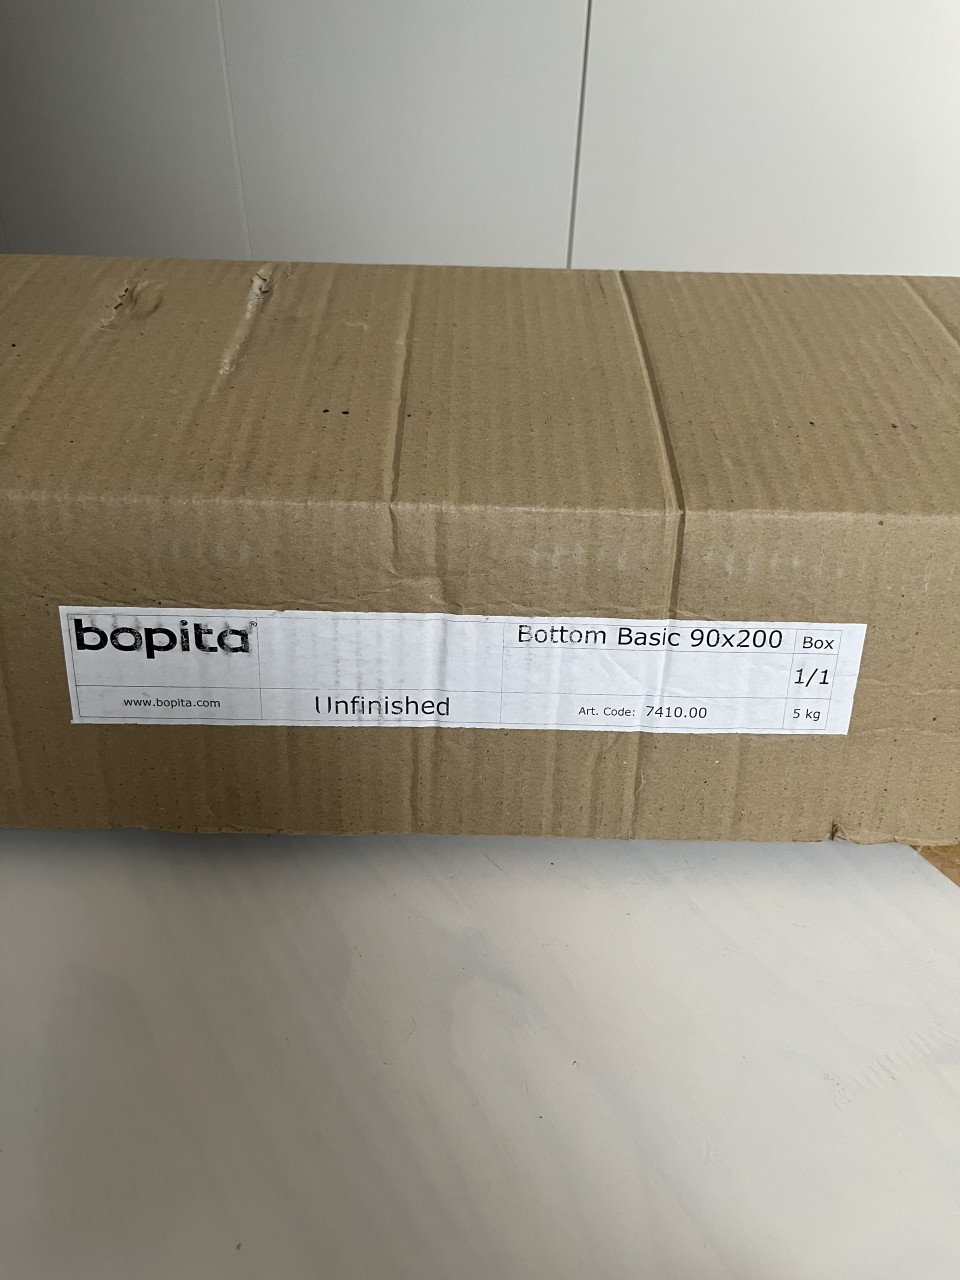 bopita®
www.bopita.com
Unfinished
Bottom Basic 90x200
Art. Code: 7410.00
Box
1/1
5 kg